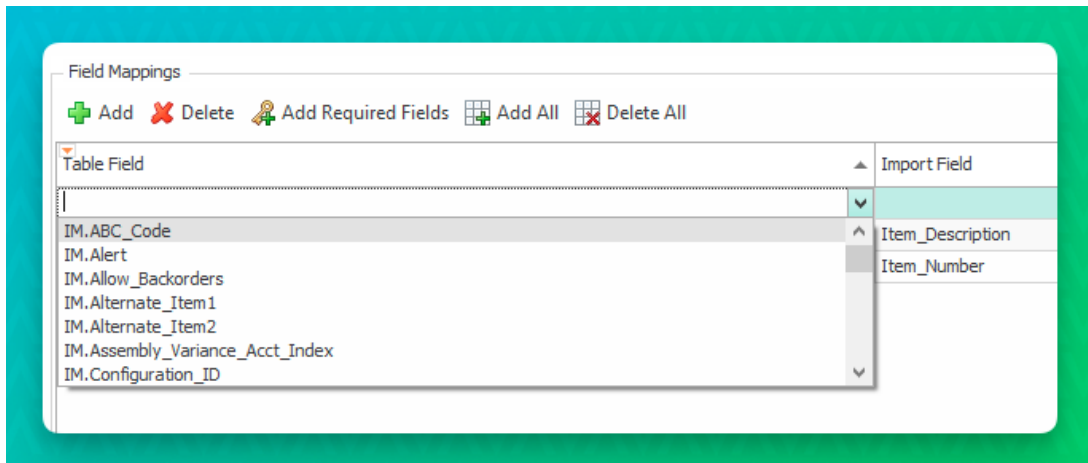 Field Mappings
Add Delete Add Required Fields Add All Delete All
Table Field Import Field
IM.ABC_Code
Item_Description
IM.Alert
IM.Allow_Backorders
Item_Number
IM.Alternate_Item1
IM.Alternate_Item2
IM.Assembly_Variance_Acct_Index
IM.Configuration_ID